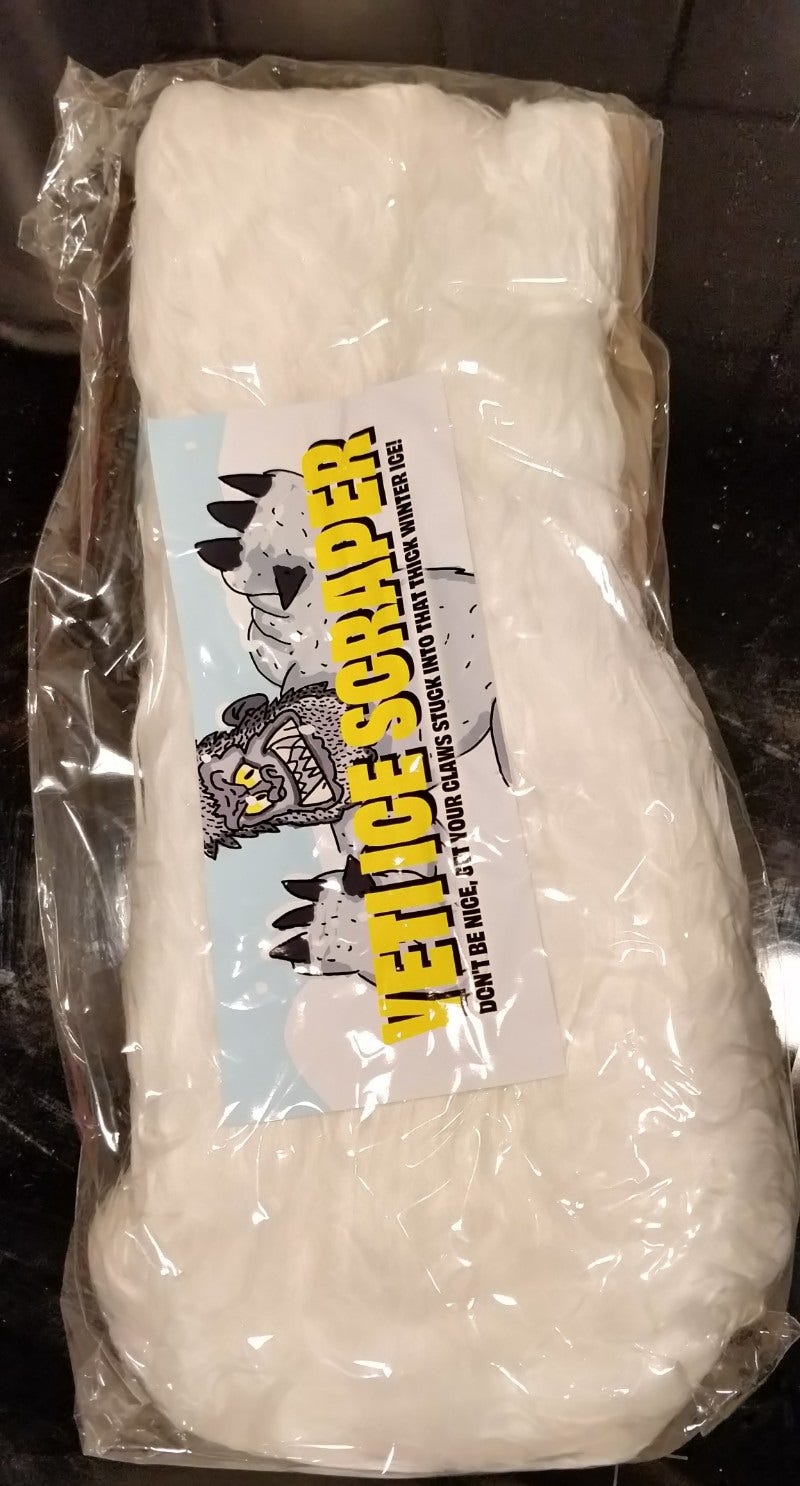 YETI ICE SCRAPER
DON'T BE NICE, GET YOUR CLAWS STUCK INTO THAT THICK WINTER ICE!